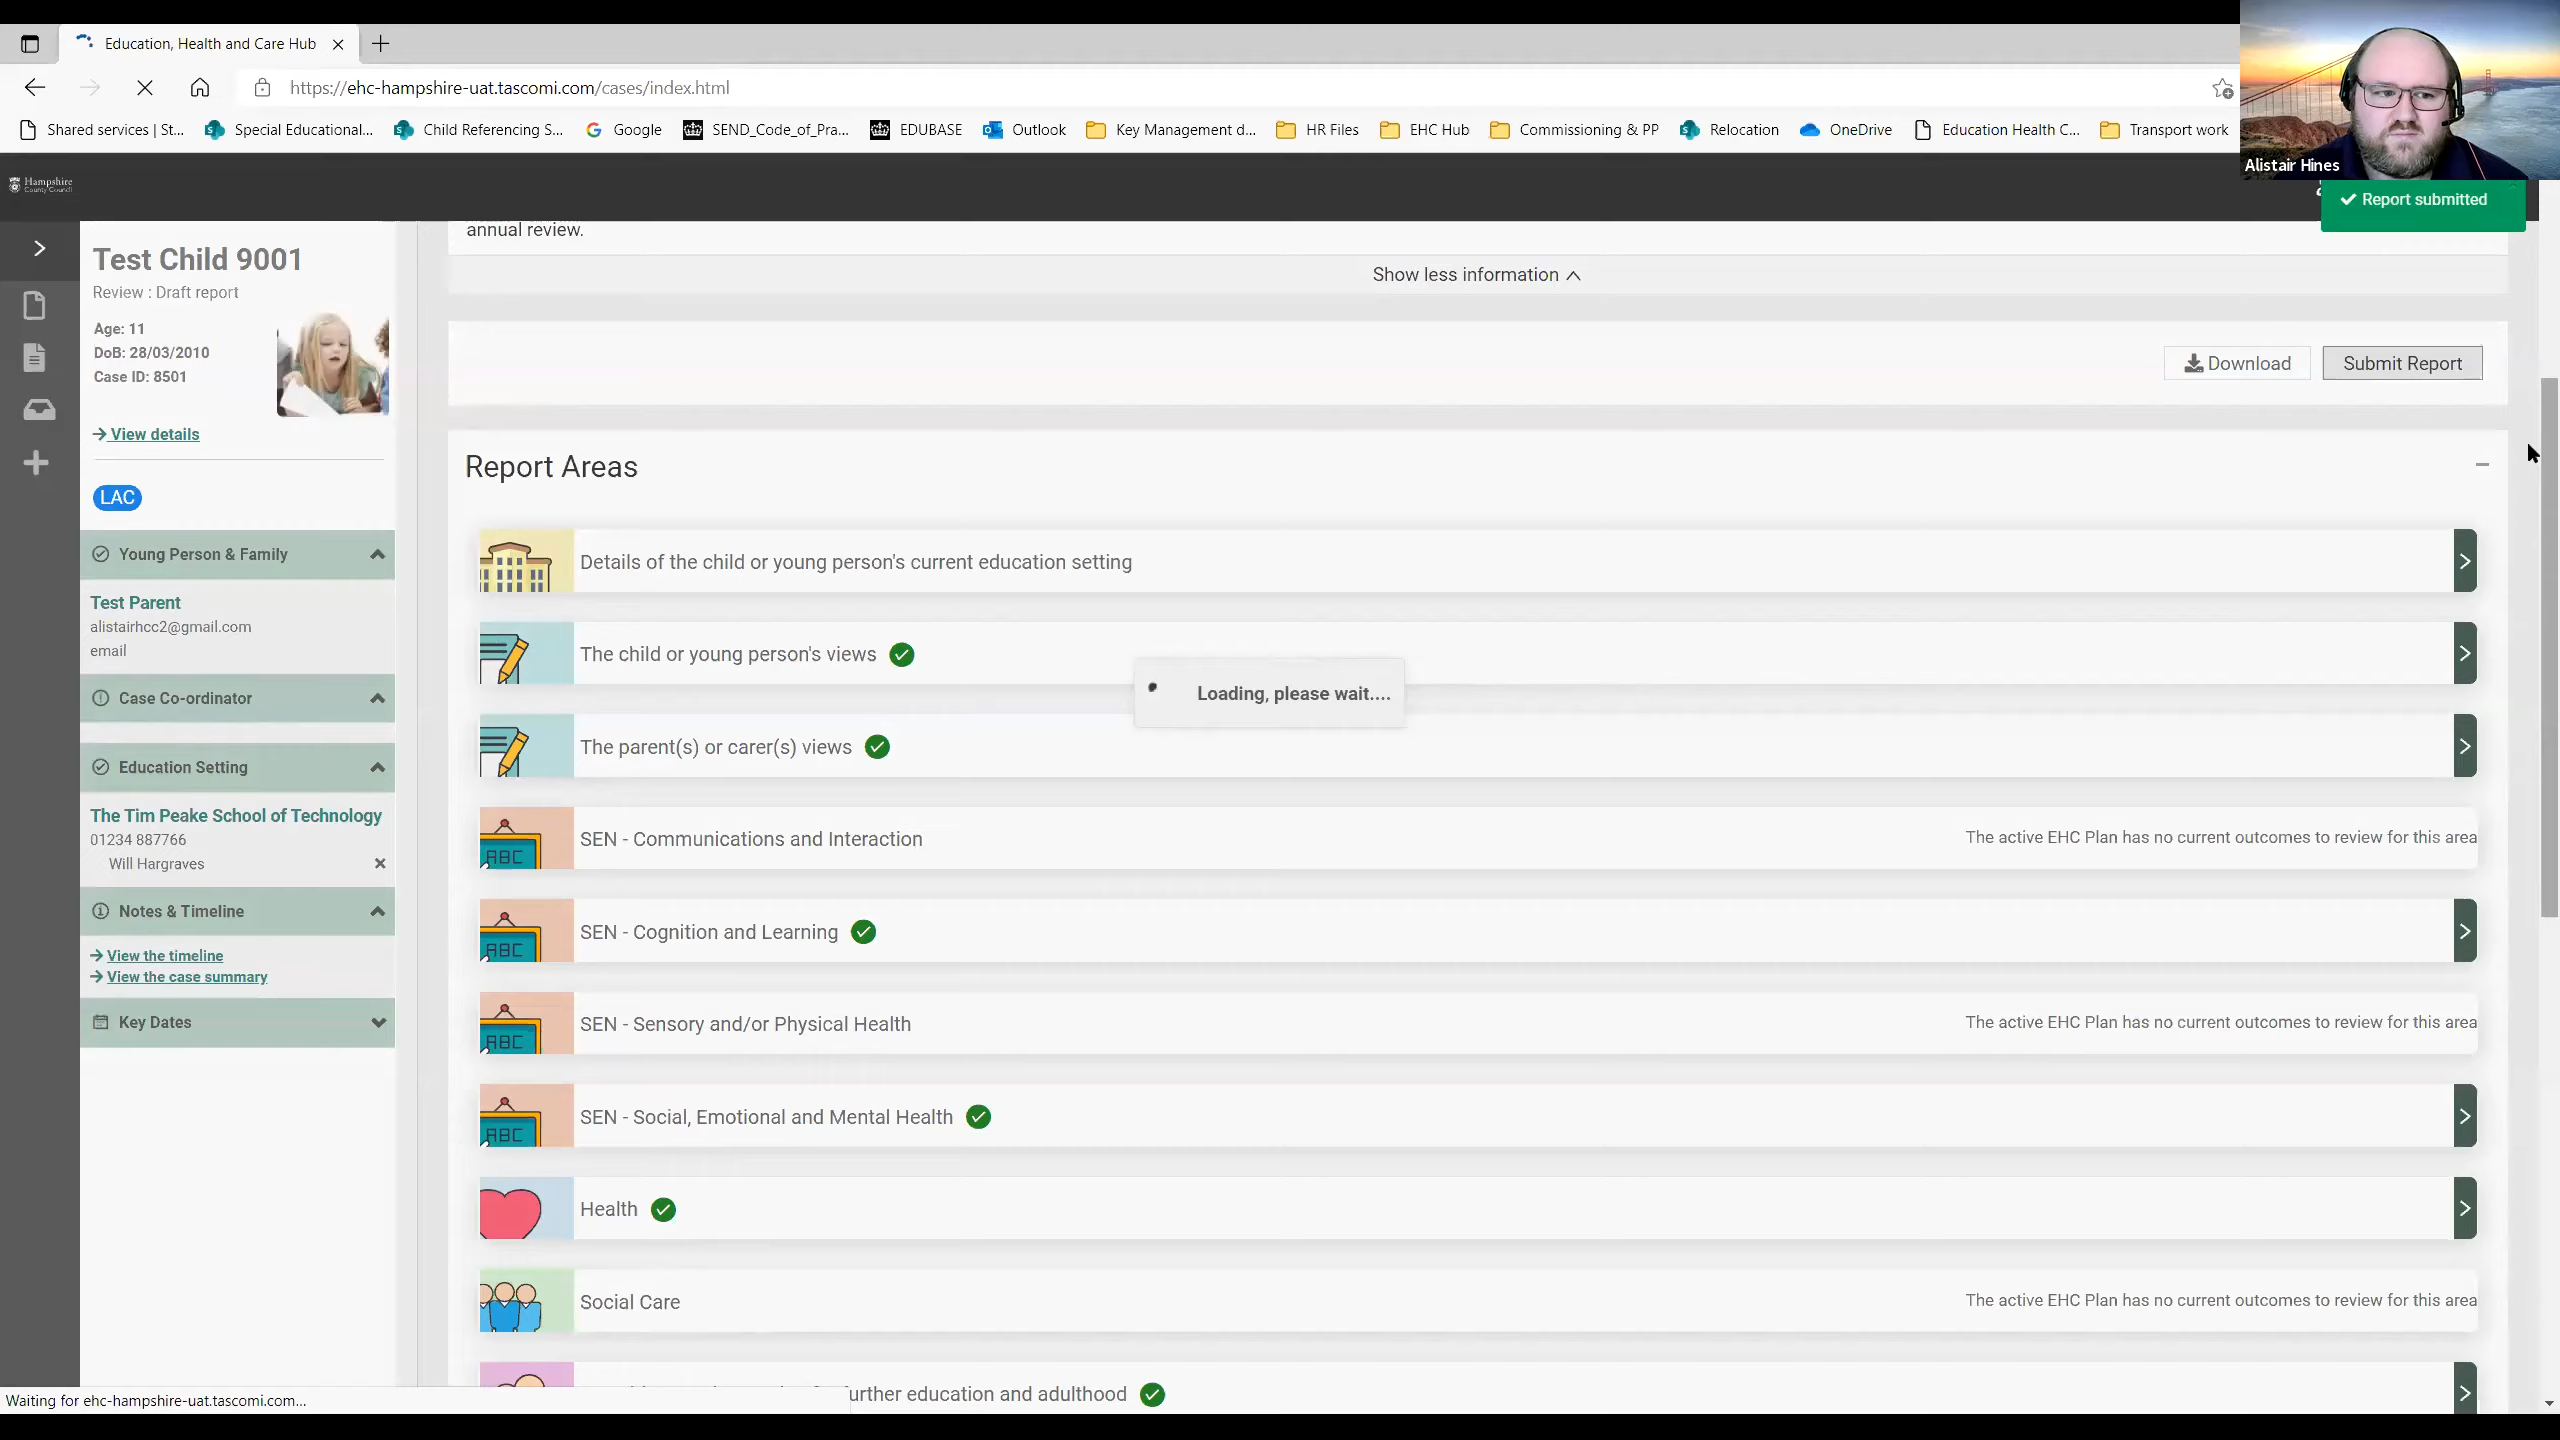 Education, Health and Care Hub
https://ehc-hampshire-uat.tascomi.com/cases/index.html
Shared services | St...
Special Educational...
Child Referencing S...
Google
SEND_Code_of_Pra...
EDUBASE
Outlook
Key Management d...
HR Files
EHC Hub
Commissioning & PP
Relocation
OneDrive
Education Health C...
Transport work
Alistair Hines
Hampshire
County Council
Report submitted
Test Child 9001
Review : Draft report
Age: 11
DoB: 28/03/2010
Case ID: 8501
View details
LAC
Young Person & Family
Test Parent
alistairhcc2@gmail.com
email
Case Co-ordinator
Education Setting
The Tim Peake School of Technology
01234 887766
Will Hargraves
Notes & Timeline
View the timeline
View the case summary
Key Dates
annual review.
Show less information
Download
Submit Report
Report Areas
Details of the child or young person's current education setting
The child or young person's views
Loading, please wait....
The parent(s) or carer(s) views
ABC
SEN - Communications and Interaction
The active EHC Plan has no current outcomes to review for this area
ABC
SEN - Cognition and Learning
ABC
SEN - Sensory and/or Physical Health
The active EHC Plan has no current outcomes to review for this area
ABC
SEN - Social, Emotional and Mental Health
Health
Social Care
The active EHC Plan has no current outcomes to review for this area
further education and adulthood
Waiting for ehc-hampshire-uat.tascomi.com...